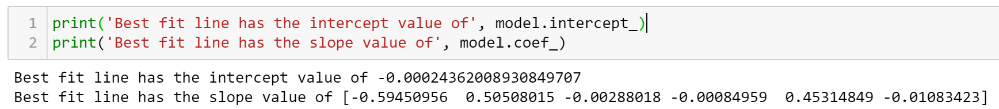 1 print('Best fit line has the intercept value of', model.intercept_)
2 print('Best fit line has the slope value of', model.coef_)
Best fit line has the intercept value of -0.00024362008930849707
Best fit line has the slope value of [-0.59450956  0.50508015 -0.00288018 -0.00084959  0.45314849 -0.01083423]